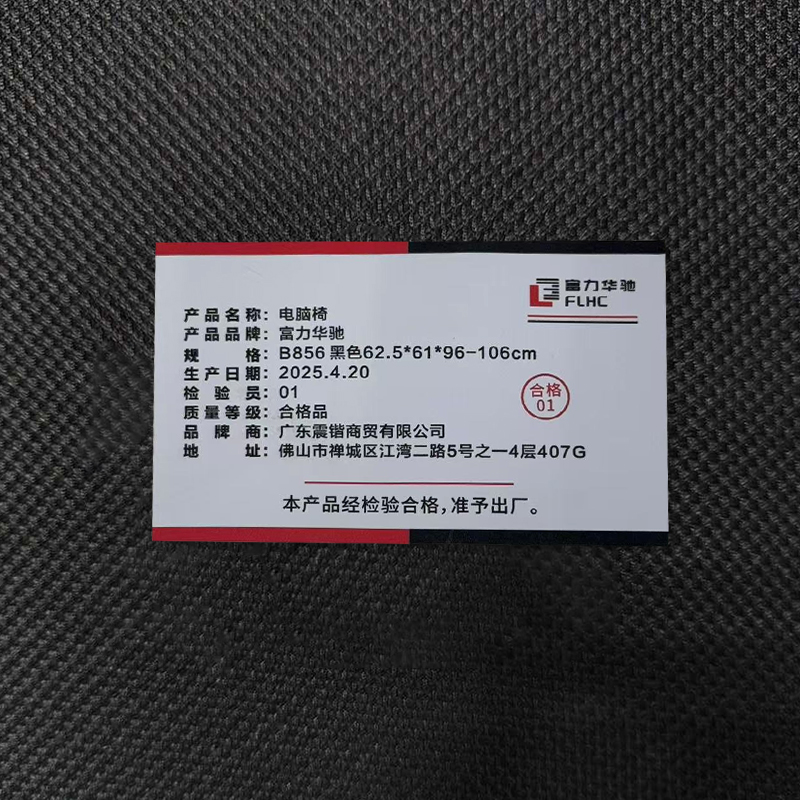 富力华驰
FLHC
产品名称：电脑椅
产品品牌：富力华驰
规格：B856 黑色62.5*61*96-106cm
生产日期：2025.4.20
检验员：01
质量等级：合格品
品牌商：广东震锴商贸有限公司
地址：佛山市禅城区江湾二路5号之一4层407G
合格
01
本产品经检验合格，准予出厂。